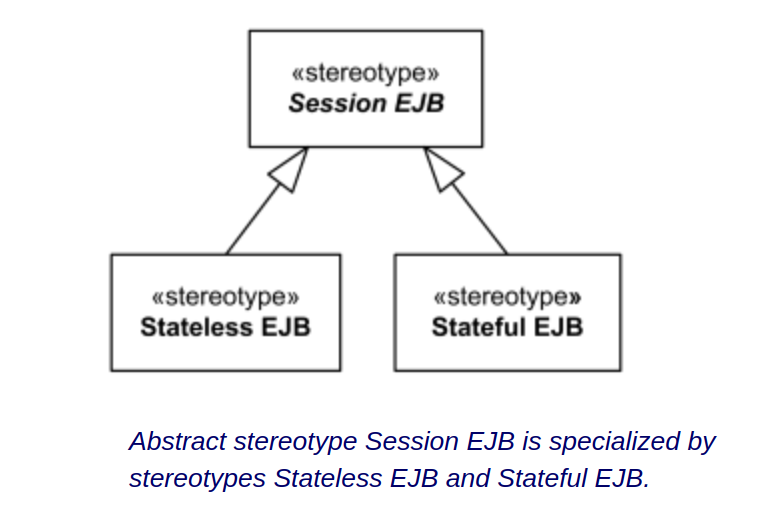 «stereotype»
Session EJB
«stereotype»
Stateless EJB
«stereotype»
Stateful EJB
Abstract stereotype Session EJB is specialized by
stereotypes Stateless EJB and Stateful EJB.